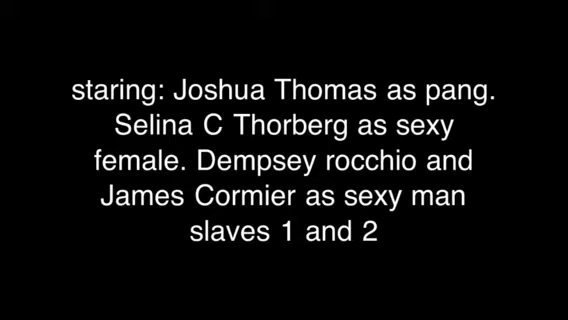 staring: Joshua Thomas as pang.
Selina C Thorberg as sexy
female. Dempsey rocchio and
James Cormier as sexy man
slaves 1 and 2